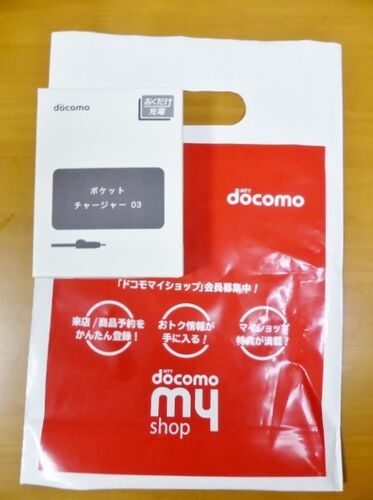 docomo
おくだけ
充電
ポケット
チャージャー 03
NTT
docomo
「ドコモマイショップ」会員募集中！
来店/商品予約を
かんたん登録！
おトク情報が
手に入る！
マイショップ
特典が満載！
NTT
docomo
my
shop